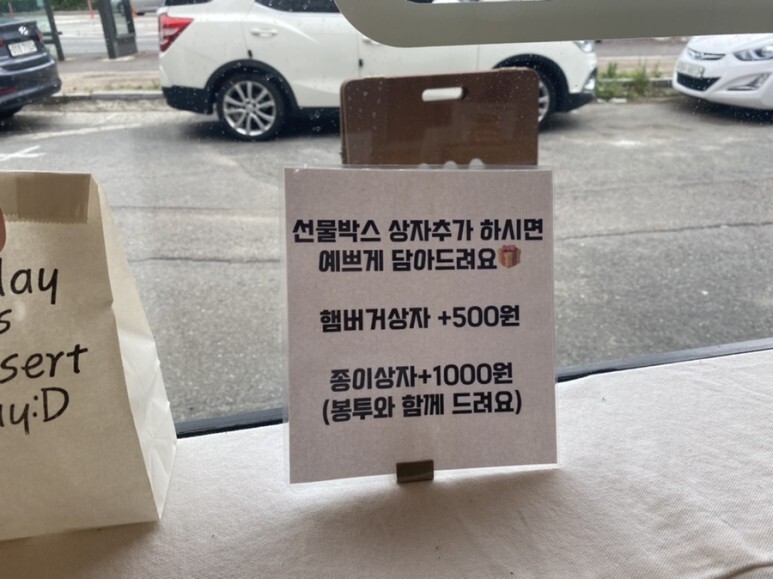 선물박스 상자추가 하시면
예쁘게 담아드려요🎁
햄버거상자 +500원
종이상자+1000원
(봉투와 함께 드려요)
:D